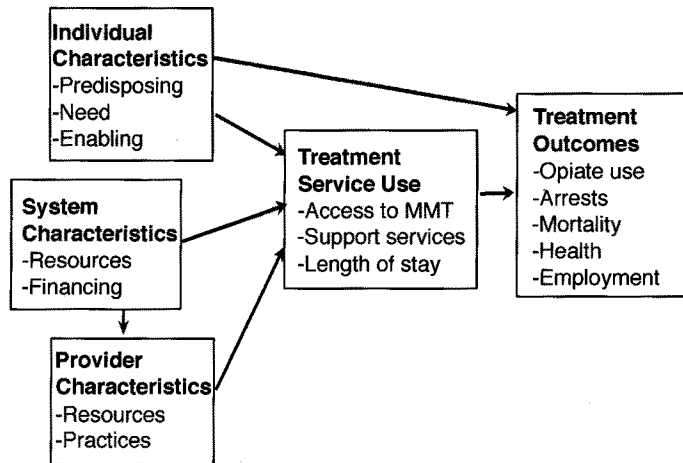 Individual
Characteristics
-Predisposing
-Need
-Enabling
System
Characteristics
-Resources
-Financing
Provider
Characteristics
-Resources
-Practices
Treatment
Service Use
-Access to MMT
-Support services
-Length of stay
Treatment
Outcomes
-Opiate use
-Arrests
-Mortality
-Health
-Employment